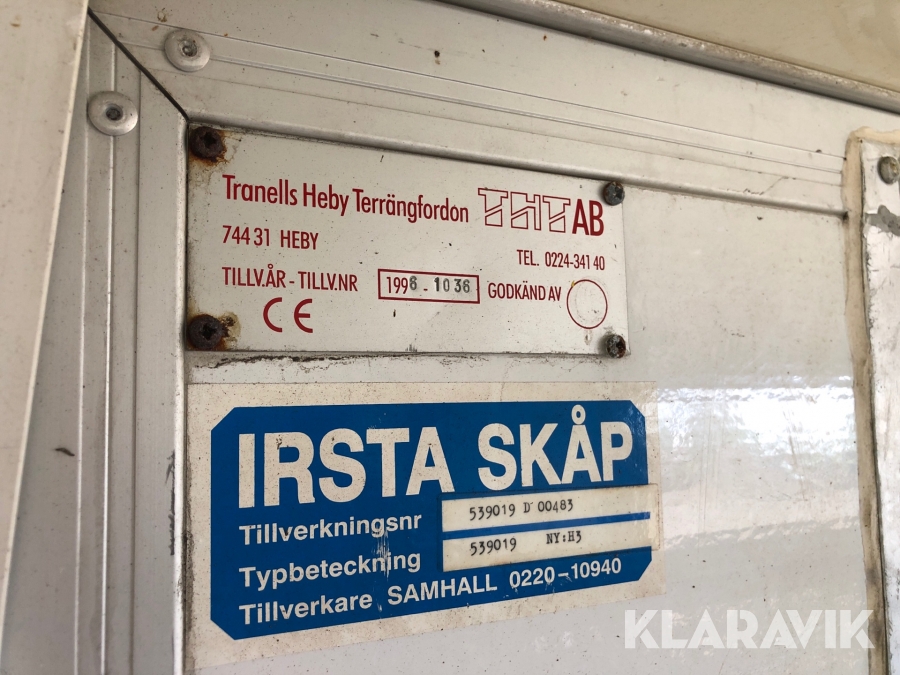 Tranells Heby Terrängfordon THT AB
744 31 HEBY TEL. 0224-341 40
TILLV.ÅR - TILLV.NR 1996 - 1036 GODKÄND AV
CE
IRSTA SKÅP
Tillverkningsnr 539019 D 00483
Typbeteckning 539019 NY:H3
Tillverkare SAMHALL 0220-10940
KLARAVIK